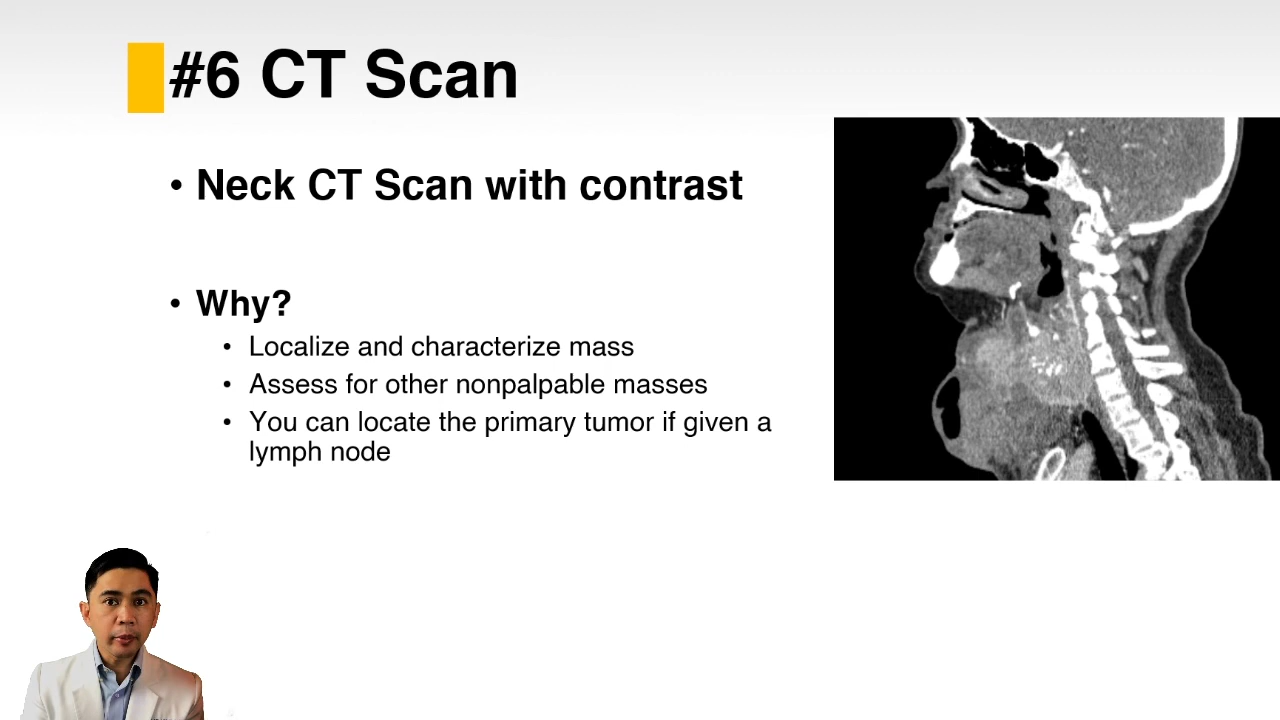 #6 CT Scan
• Neck CT Scan with contrast
• Why?
• Localize and characterize mass
• Assess for other nonpalpable masses
• You can locate the primary tumor if given a
lymph node